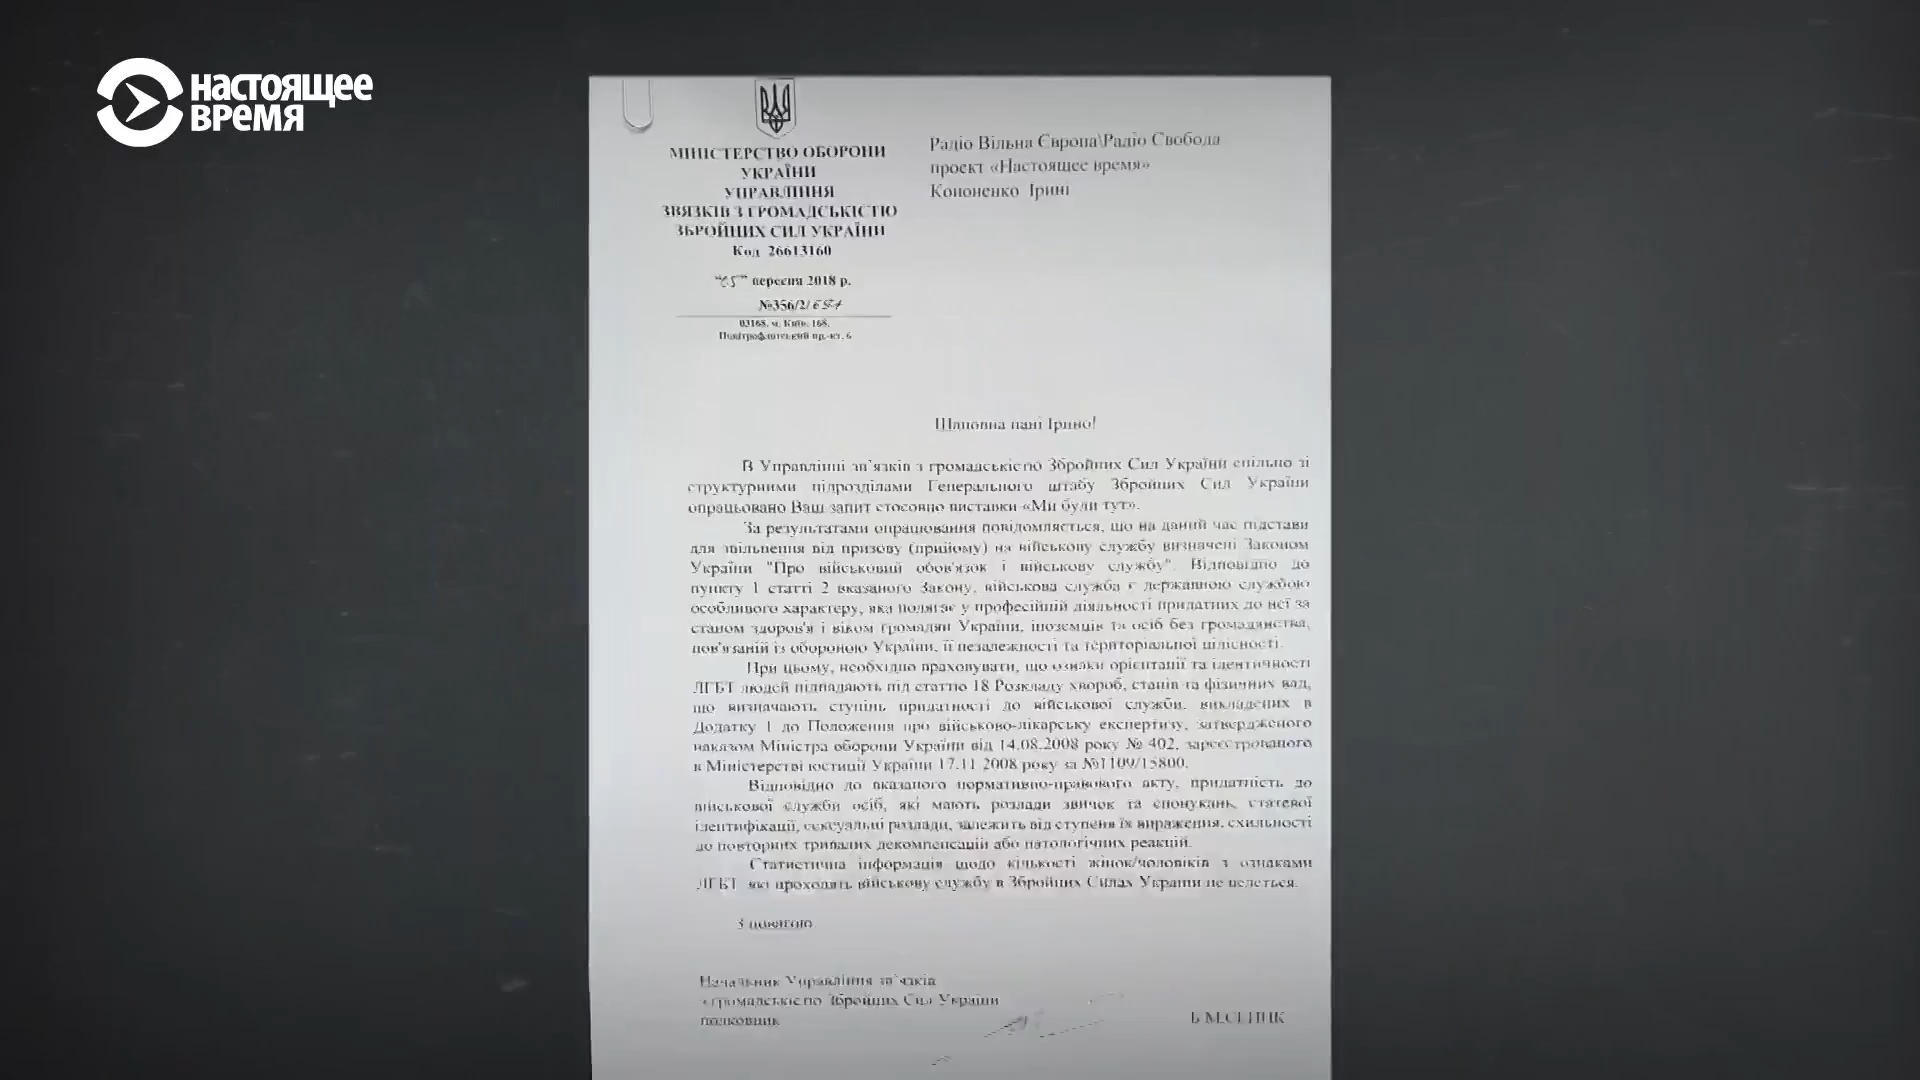 настоящее
время
МІНІСТЕРСТВО ОБОРОНИ
УКРАЇНИ
УПРАВЛІННЯ
ЗВЯЗКІВ З ГРОМАДСЬКІСТЮ
ЗБРОЙНИХ СИЛ УКРАЇНИ
Код 26613160
вересня 2018 р.
№356/2/
03168, м. Київ, 168,
Повітрофлотський пр.-кт, 6
Радіо Вільна Європа\Радіо Свобода
проект «Настоящее время»
Кононенко Ірині
Шановна пані Ірино!
В Управлінні зв’язків з громадськістю Збройних Сил України спільно зі
структурними підрозділами Генерального штабу Збройних Сил України
опрацьовано Ваш запит стосовно виставки «Ми були тут».
За результатами опрацювання повідомляється, що на даний час підстави
для звільнення від призову (прийому) на військову службу визначені Законом
України "Про військовий обов'язок і військову службу". Відповідно до
пункту 1 статті 2 вказаного Закону, військова служба є державною службою
особливого характеру, яка полягає у професійній діяльності придатних до неї за
станом здоров'я і віком громадян України, іноземців та осіб без громадянства,
пов'язаній із обороною України, її незалежності та територіальної цілісності.
При цьому, необхідно враховувати, що ознаки орієнтації та ідентичності
ЛГБТ людей підпадають під статтю 18 Розкладу хвороб, станів та фізичних вад,
що визначають ступінь придатності до військової служби, викладених в
Додатку 1 до Положення про військово-лікарську експертизу, затвердженого
наказом Міністра оборони України від 14.08.2008 року № 402, зареєстрованого
в Міністерстві юстиції України 17.11 2008 року за №1109/15800.
Відповідно до вказаного нормативно-правового акту, придатність до
військової служби осіб, які мають розлади звичок та спонукань, статевої
ідентифікації, сексуальні розлади, залежить від ступеня їх вираження, схильності
до повторних тривалих декомпенсацій або патологічних реакцій.
Статистична інформація щодо кількості жінок/чоловіків з ознаками
ЛГБТ, які проходять військову службу в Збройних Силах України не ведеться.
З повагою
Начальник Управління зв’язків
з громадськістю Збройних Сил України
полковник